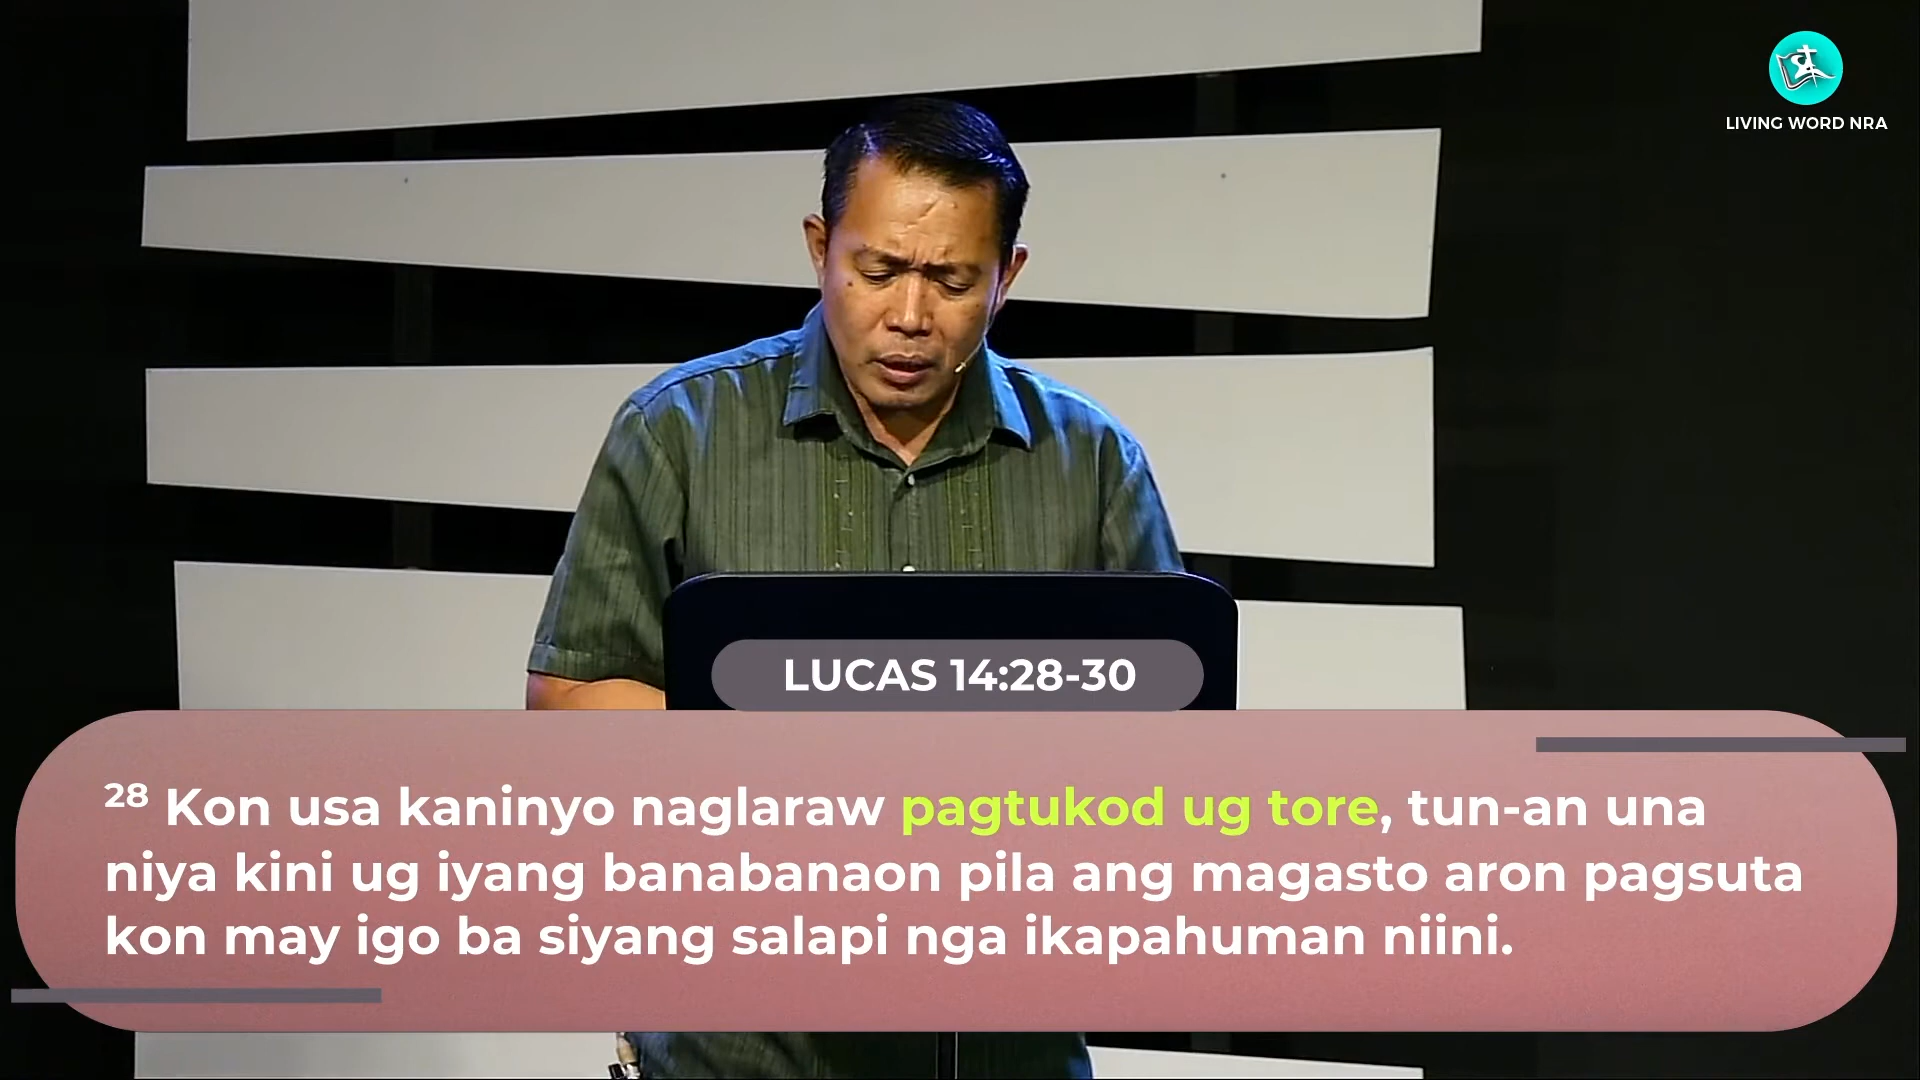 LIVING WORD NRA
LUCAS 14:28-30
28 Kon usa kaninyo naglaraw pagtukod ug tore, tun-an una
niya kini ug iyang banabanaon pila ang magasto aron pagsuta
kon may igo ba siyang salapi nga ikapahuman niini.